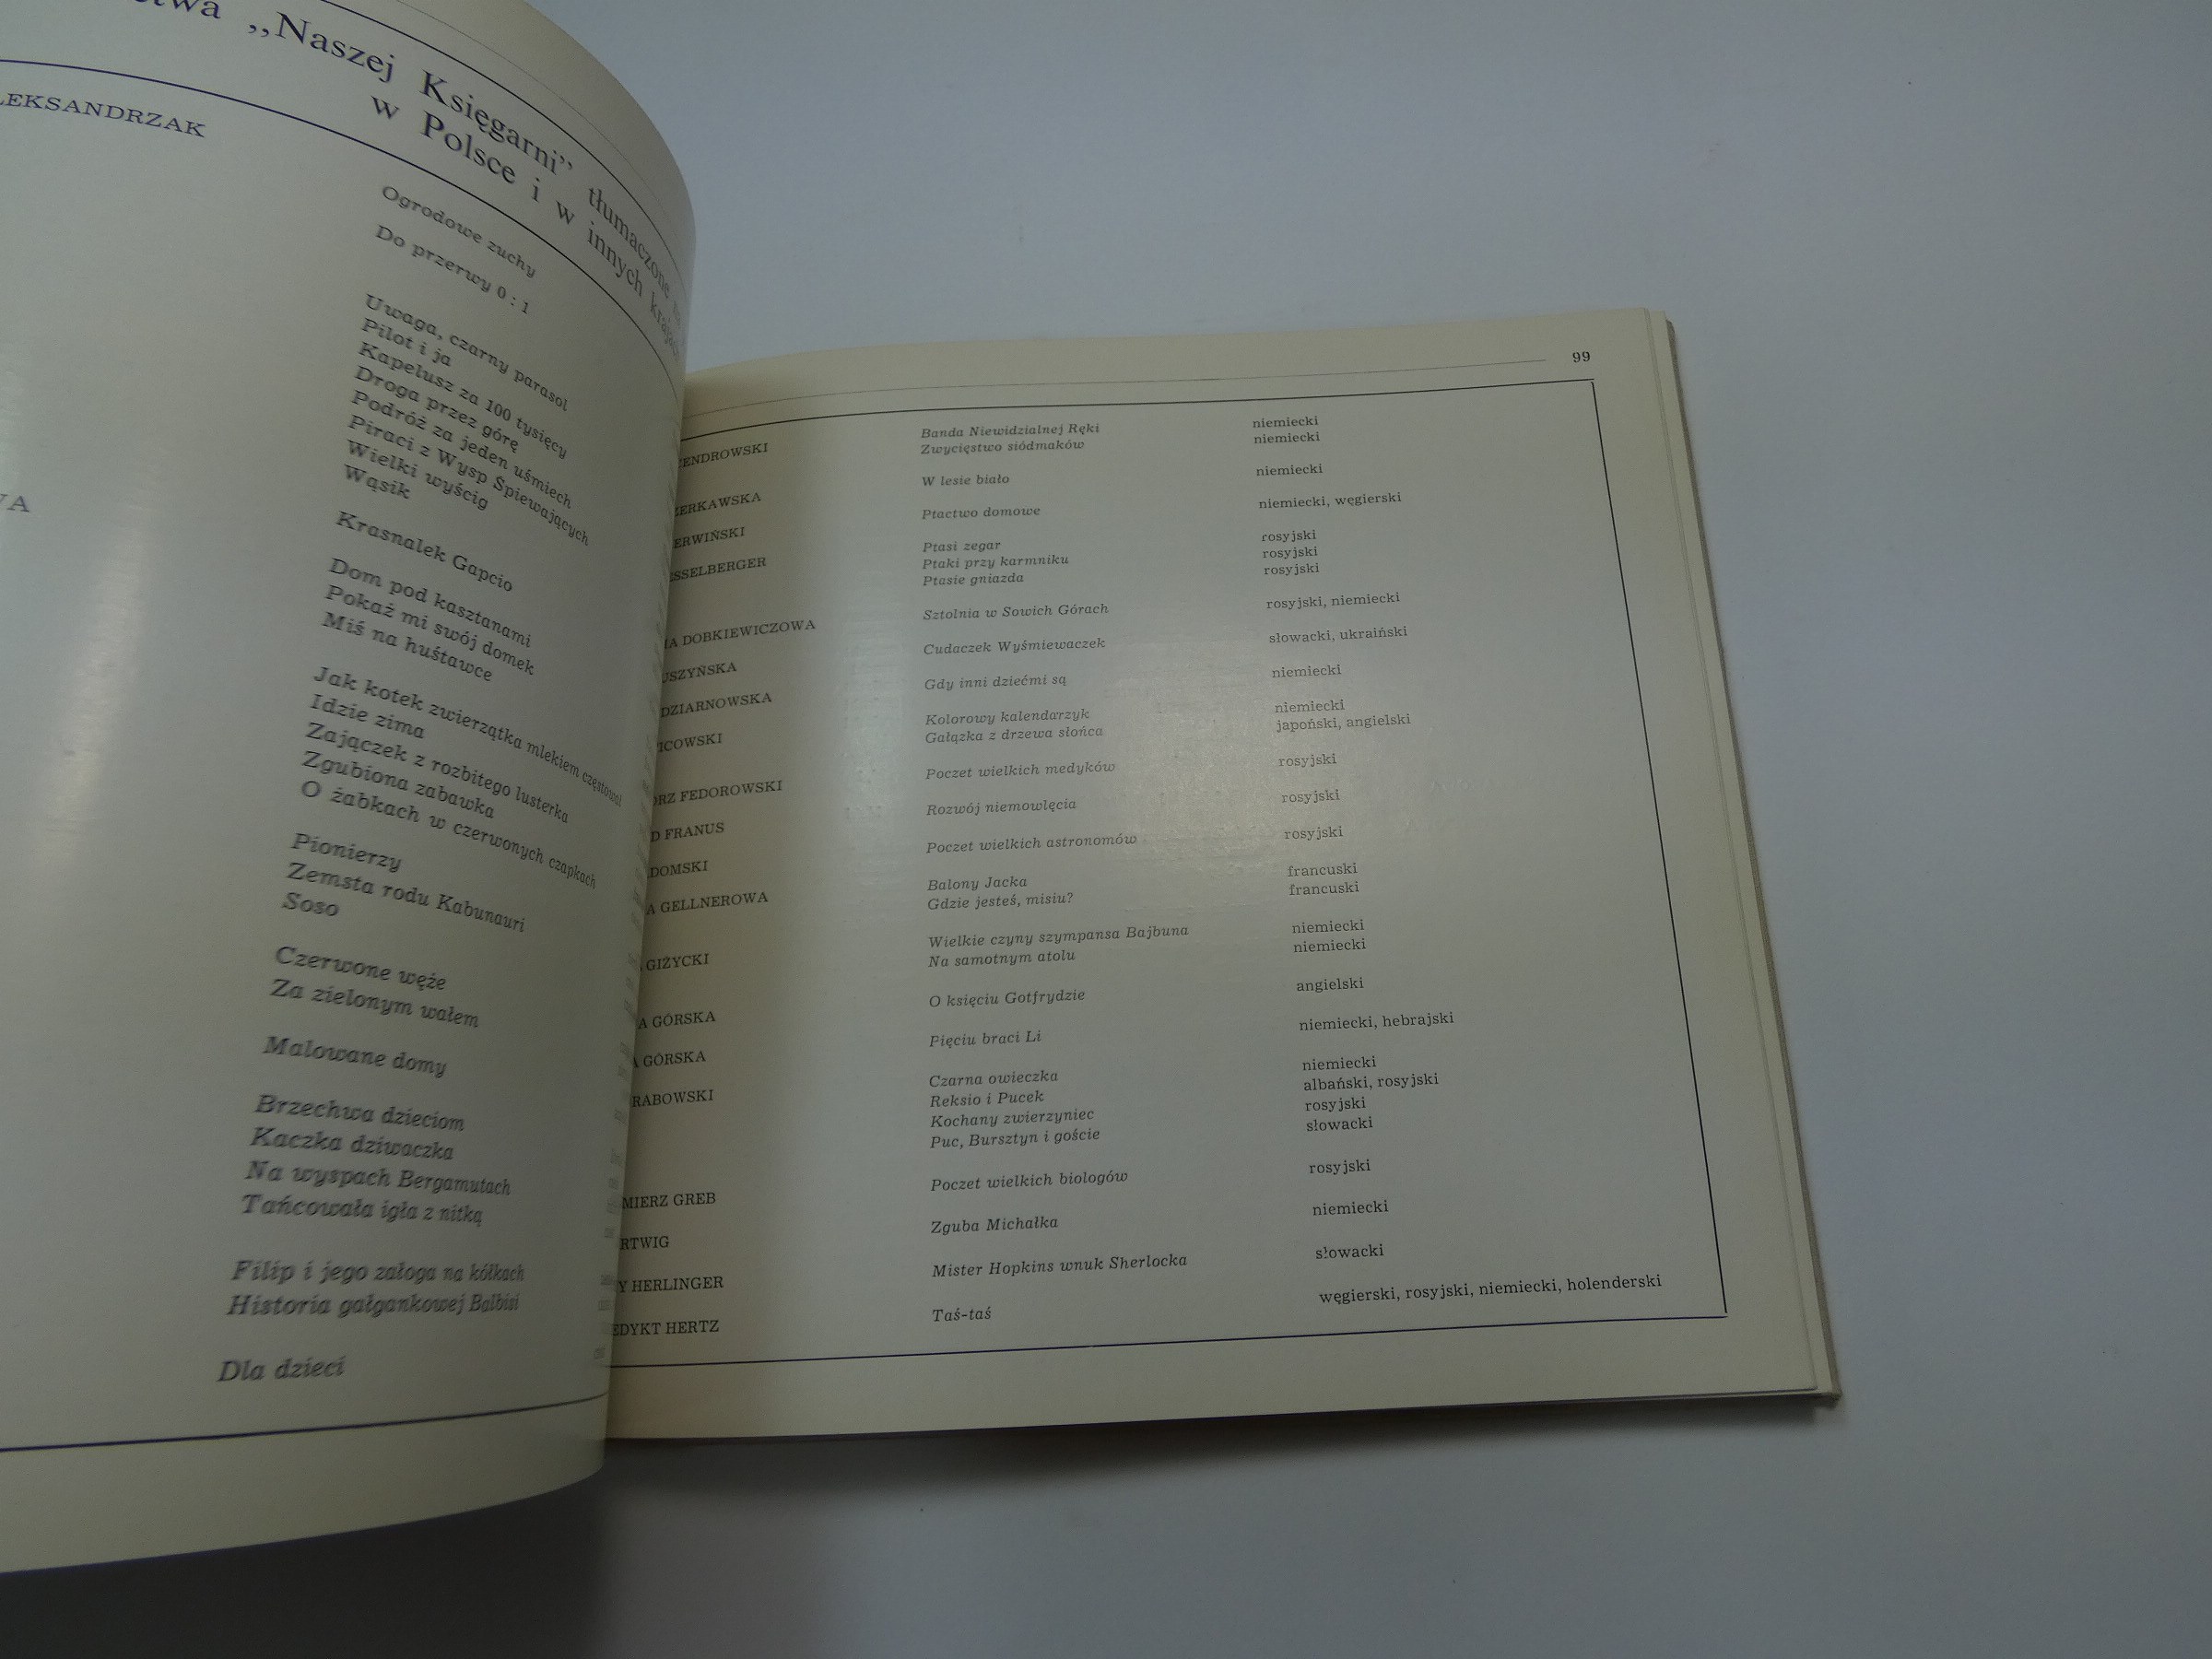 „Naszej Księgarni” tłumaczone
w Polsce i w innych krajach
LEKSANDRZAK
Ogrodowe zuchy
Do przerwy 0 : 1
Uwaga, czarny parasol
Pilot i ja
Kapelusz za 100 tysięcy
Droga przez górę
Podróż za jeden uśmiech
Piraci z Wysp Spiewających
Wielki wyścig
Wąsik
Krasnalek Gapcio
Dom pod kasztanami
Pokaż mi swój domek
Miś na huśtawce
Jak kotek zwierzątka mlekiem częstował
Idzie zima
Zajączek z rozbitego lusterka
Zgubiona zabawka
O żabkach w czerwonych czapkach
Pionierzy
Zemsta rodu Kabunauri
Soso
Czerwone węże
Za zielonym wałem
Malowane domy
Brzechwa dzieciom
Kaczka dziwaczka
Na wyspach Bergamutach
Tańcowała igła z nitką
Filip i jego załoga na kółkach
Historia gałgankowej Balbisi
Dla dzieci
99
ZENDROWSKI Banda Niewidzialnej Ręki niemiecki
Zwycięstwo siódmaków niemiecki
ZERKAWSKA W lesie biało niemiecki
ERWIŃSKI Ptactwo domowe niemiecki, węgierski
ESSELBERGER Ptasi zegar rosyjski
Ptaki przy karmniku rosyjski
Ptasie gniazda rosyjski
NA DOBKIEWICZOWA Sztolnia w Sowich Górach rosyjski, niemiecki
USZYŃSKA Cudaczek Wyśmiewaczek słowacki, ukraiński
DZIARNOWSKA Gdy inni dziećmi są niemiecki
FICOWSKI Kolorowy kalendarzyk niemiecki
Gałązka z drzewa słońca japoński, angielski
ORZ FEDOROWSKI Poczet wielkich medyków rosyjski
D FRANUS Rozwój niemowlęcia rosyjski
DOMSKI Poczet wielkich astronomów rosyjski
A GELLNEROWA Balony Jacka francuski
Gdzie jesteś, misiu? francuski
GIŻYCKI Wielkie czyny szympansa Bajbuna niemiecki
Na samotnym atolu niemiecki
A GÓRSKA O księciu Gotfrydzie angielski
A GÓRSKA Pięciu braci Li niemiecki, hebrajski
RABOWSKI Czarna owieczka niemiecki
Reksio i Pucek albański, rosyjski
Kochany zwierzyniec rosyjski
Puc, Bursztyn i goście słowacki
MIERZ GREB Poczet wielkich biologów rosyjski
RTWIG Zguba Michałka niemiecki
Y HERLINGER Mister Hopkins wnuk Sherlocka słowacki
EDYKT HERTZ Taś-taś węgierski, rosyjski, niemiecki, holenderski